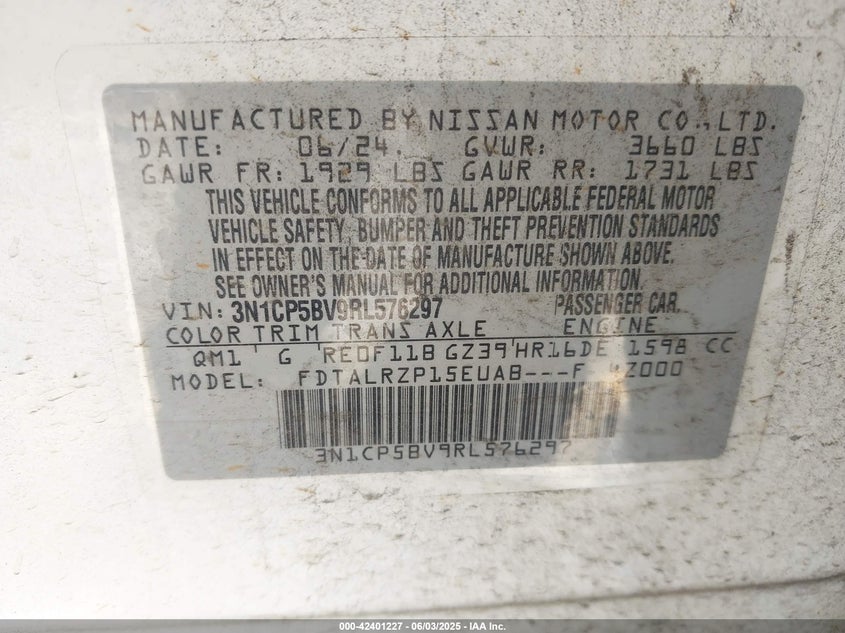 MANUFACTURED BY NISSAN MOTOR CO.,LTD.
DATE: 06/24. GVWR: 3660 LBS
GAWR FR: 1929 LBS GAWR RR: 1731 LBS
THIS VEHICLE CONFORMS TO ALL APPLICABLE FEDERAL MOTOR
VEHICLE SAFETY, BUMPER AND THEFT PREVENTION STANDARDS
IN EFFECT ON THE DATE OF MANUFACTURE SHOWN ABOVE.
SEE OWNER'S MANUAL FOR ADDITIONAL INFORMATION.
VIN: 3N1CP5BV9RL576297 PASSENGER CAR.
COLOR TRIM TRANS AXLE ENGINE
QM1 G RE0F11B GZ39 HR16DE 1598 CC
MODEL: FDTALRZP15EUAB---F 4Z000
3N1CP5BV9RL576297
000-42401227 - 06/03/2025 - IAA Inc.